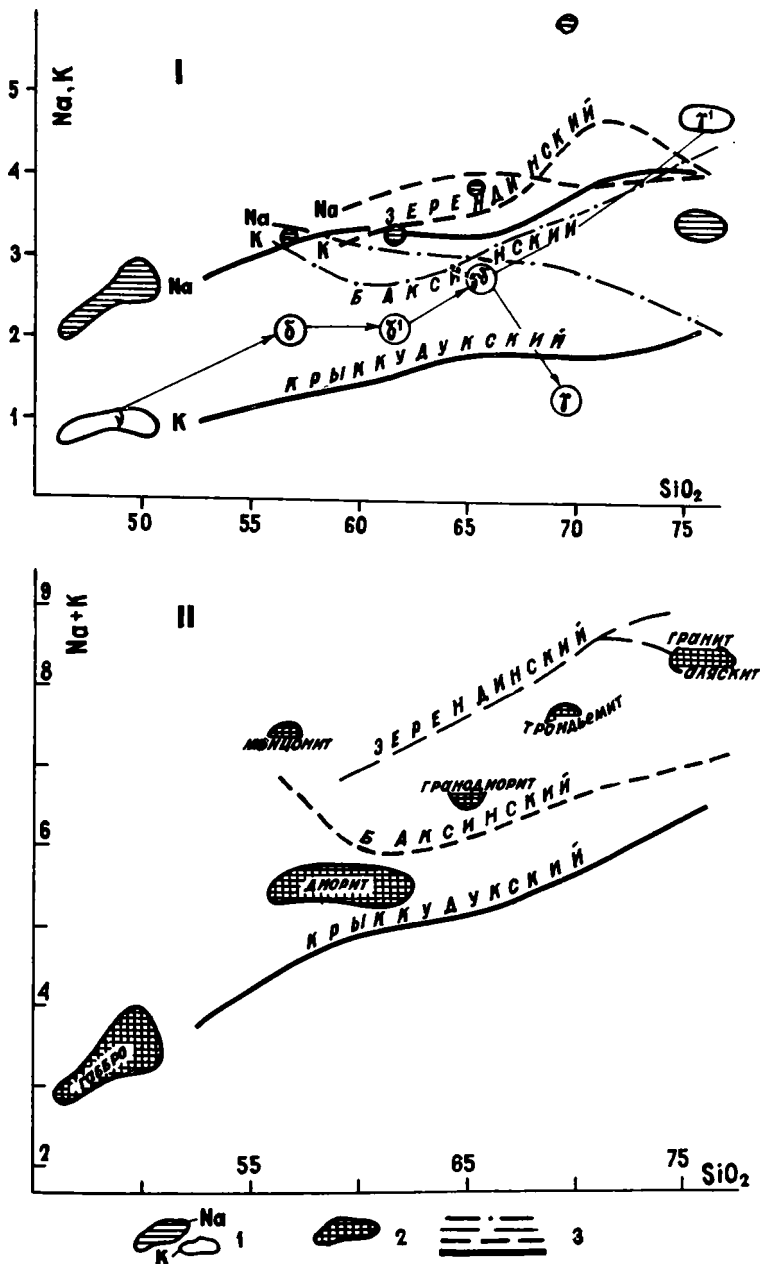 I
Na, K
5
4
3
2
1
ЗЕРЕНДИНСКИЙ
БАКСИНСКИЙ
КРЫККУДУКСКИЙ
Na
K
Na
K
Na
K
δ
γ
50
55
60
65
70
75
SiO₂
II
Na+K
9
8
6
4
2
ЗЕРЕНДИНСКИЙ
БАКСИНСКИЙ
КРЫККУДУКСКИЙ
ГРАНИТ
АЛЯСКИТ
ТРОНДЬЕМИТ
МОНЦОНИТ
ГРАНОДИОРИТ
ДИОРИТ
ГАББРО
55
65
75
SiO₂
Na
K
1
2
3